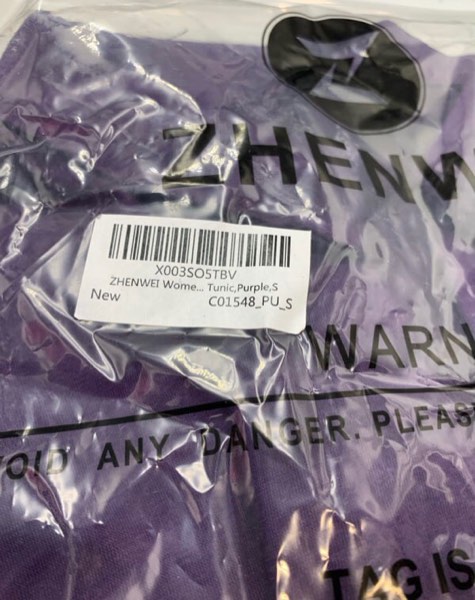 Z
ZHENW
X003SO5TBV
ZHENWEI Wome... Tunic,Purple,S
New C01548_PU_S
WARN
OID ANY DANGER. PLEAS
TAG IS